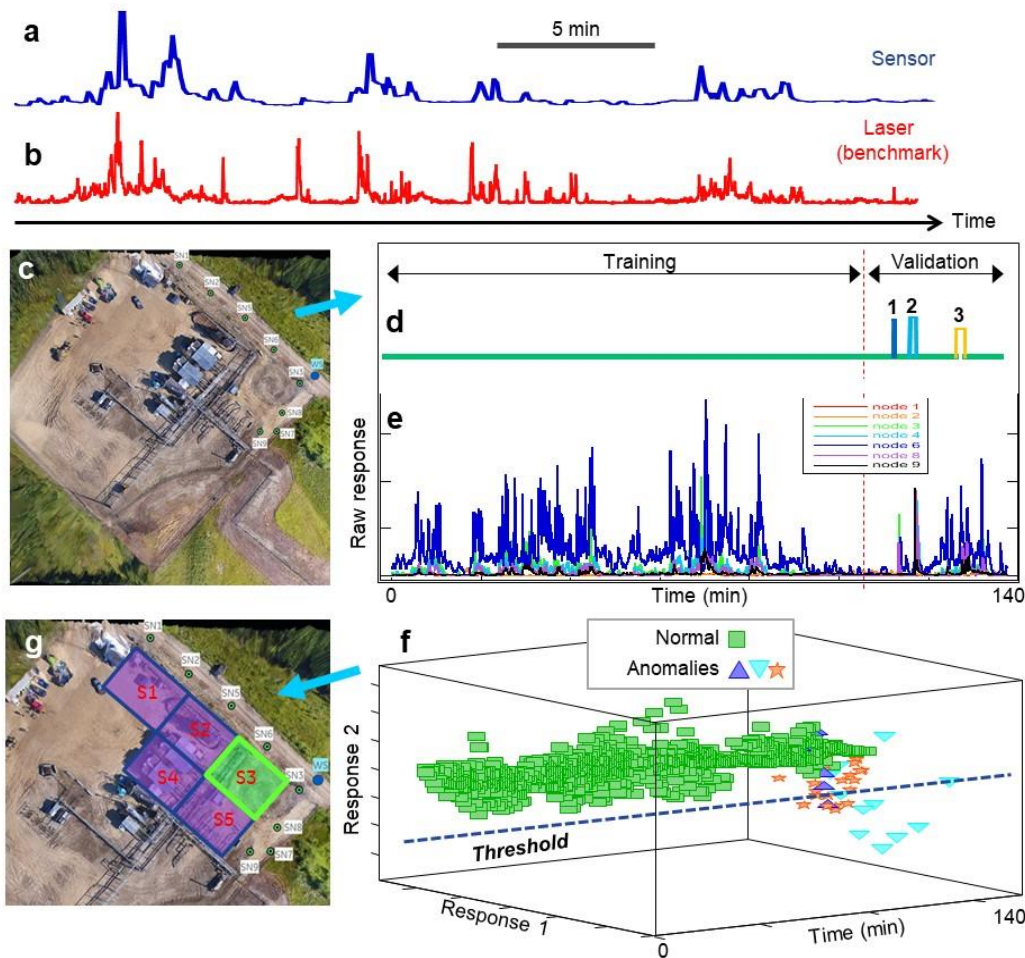 a
5 min
Sensor
b
Laser
(benchmark)
Time
c
SN1
SN2
SN5
SN6
SN3
WS
SN8
SN7
SN9
Training
Validation
d
1
2
3
e
node 1
node 2
node 3
node 4
node 6
node 8
node 9
Raw response
0
Time (min)
140
g
SN1
SN2
SN5
SN6
SN3
WS
SN8
SN7
SN9
S1
S2
S3
S4
S5
f
Normal
Anomalies
Response 2
Threshold
Response 1
0
Time (min)
140